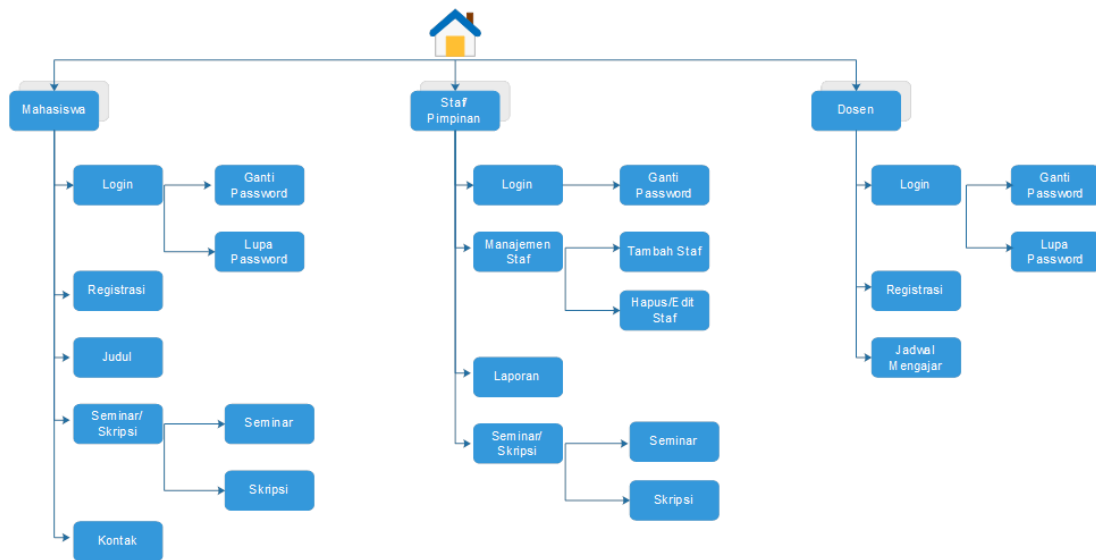 Mahasiswa
Staf/
Pimpinan
Dosen
Login
Ganti
Password
Lupa
Password
Registrasi
Judul
Seminar/
Skripsi
Seminar
Skripsi
Kontak
Login
Ganti
Password
Manajemen
Staf
Tambah Staf
Hapus/Edit
Staf
Laporan
Seminar/
Skripsi
Seminar
Skripsi
Login
Ganti
Password
Lupa
Password
Registrasi
Jadwal
Mengajar